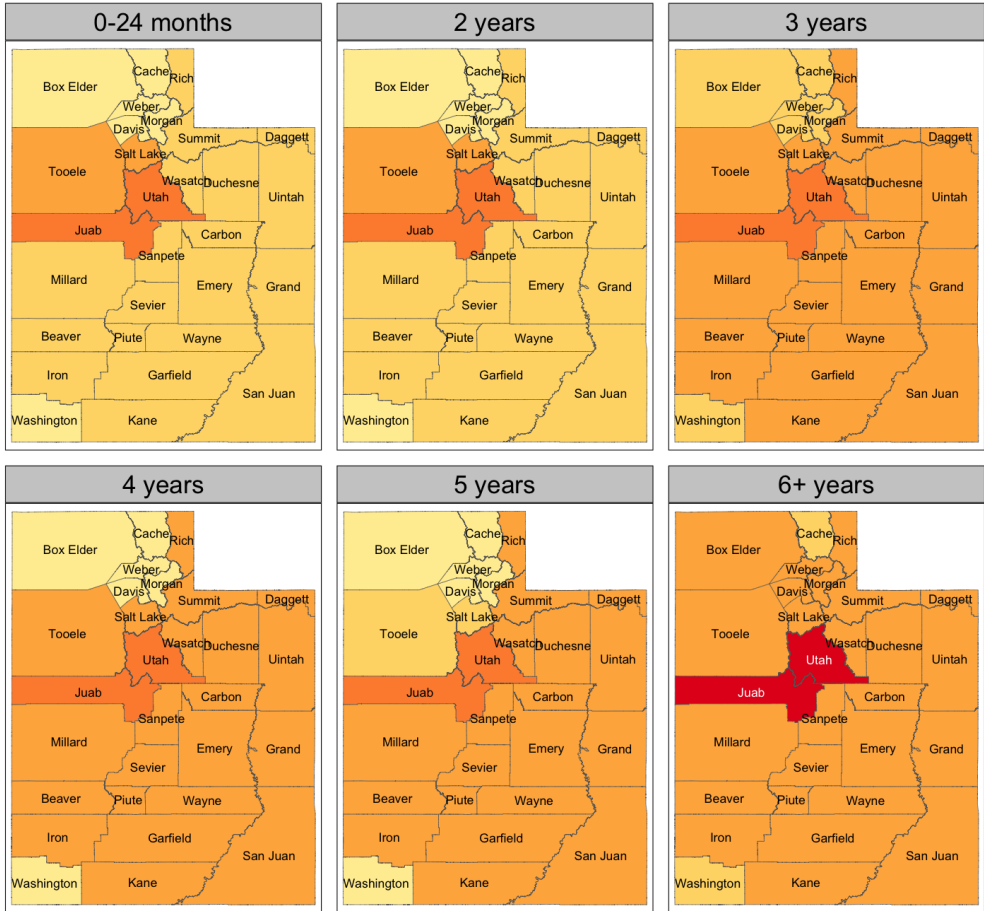 0-24 months
Cache
Rich
Box Elder
Weber
Morgan
Davis
Summit
Daggett
Salt Lake
Tooele
Wasatch
Duchesne
Utah
Uintah
Juab
Carbon
Sanpete
Millard
Emery
Grand
Sevier
Beaver
Piute
Wayne
Iron
Garfield
San Juan
Washington
Kane
2 years
Cache
Rich
Box Elder
Weber
Morgan
Davis
Summit
Daggett
Salt Lake
Tooele
Wasatch
Duchesne
Utah
Uintah
Juab
Carbon
Sanpete
Millard
Emery
Grand
Sevier
Beaver
Piute
Wayne
Iron
Garfield
San Juan
Washington
Kane
3 years
Cache
Rich
Box Elder
Weber
Morgan
Davis
Summit
Daggett
Salt Lake
Tooele
Wasatch
Duchesne
Utah
Uintah
Juab
Carbon
Sanpete
Millard
Emery
Grand
Sevier
Beaver
Piute
Wayne
Iron
Garfield
San Juan
Washington
Kane
4 years
Cache
Rich
Box Elder
Weber
Morgan
Davis
Summit
Daggett
Salt Lake
Tooele
Wasatch
Duchesne
Utah
Uintah
Juab
Carbon
Sanpete
Millard
Emery
Grand
Sevier
Beaver
Piute
Wayne
Iron
Garfield
San Juan
Washington
Kane
5 years
Cache
Rich
Box Elder
Weber
Morgan
Davis
Summit
Daggett
Salt Lake
Tooele
Wasatch
Duchesne
Utah
Uintah
Juab
Carbon
Sanpete
Millard
Emery
Grand
Sevier
Beaver
Piute
Wayne
Iron
Garfield
San Juan
Washington
Kane
6+ years
Cache
Rich
Box Elder
Weber
Morgan
Davis
Summit
Daggett
Salt Lake
Tooele
Wasatch
Duchesne
Utah
Uintah
Juab
Carbon
Sanpete
Millard
Emery
Grand
Sevier
Beaver
Piute
Wayne
Iron
Garfield
San Juan
Washington
Kane